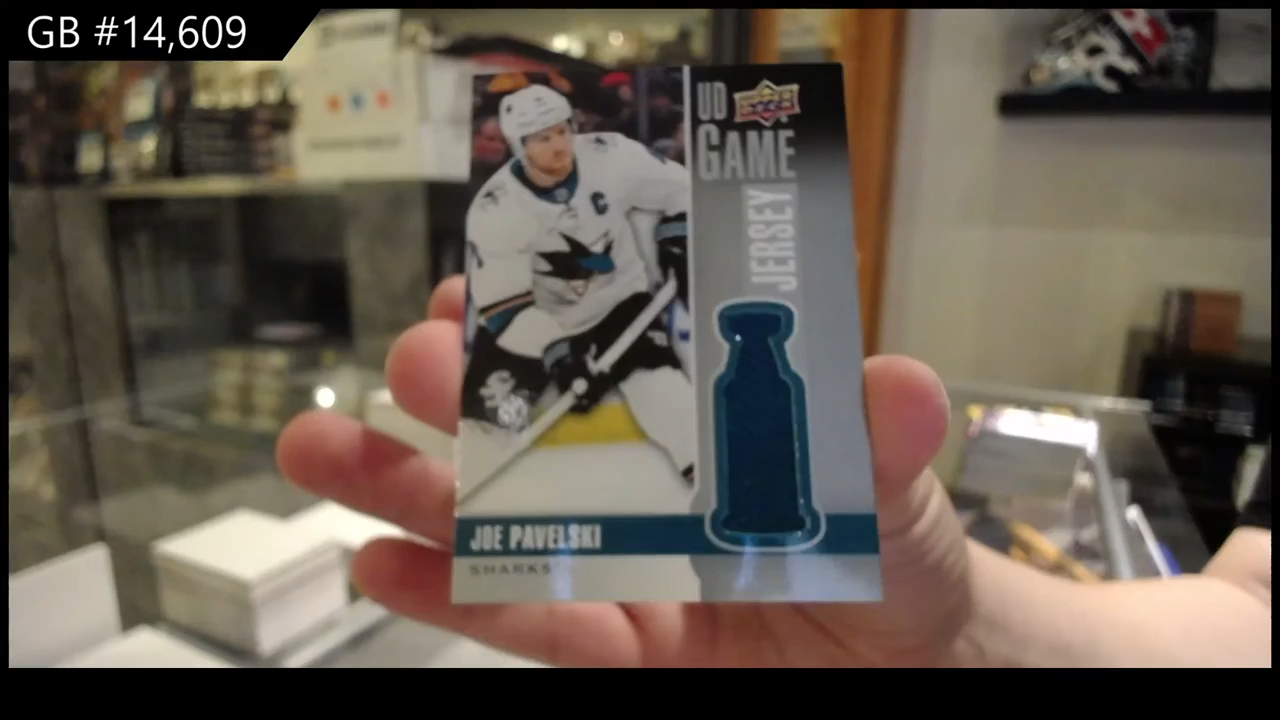 GB #14,609
UD
GAME
JERSEY
C
JOE PAVELSKI
SHARKS